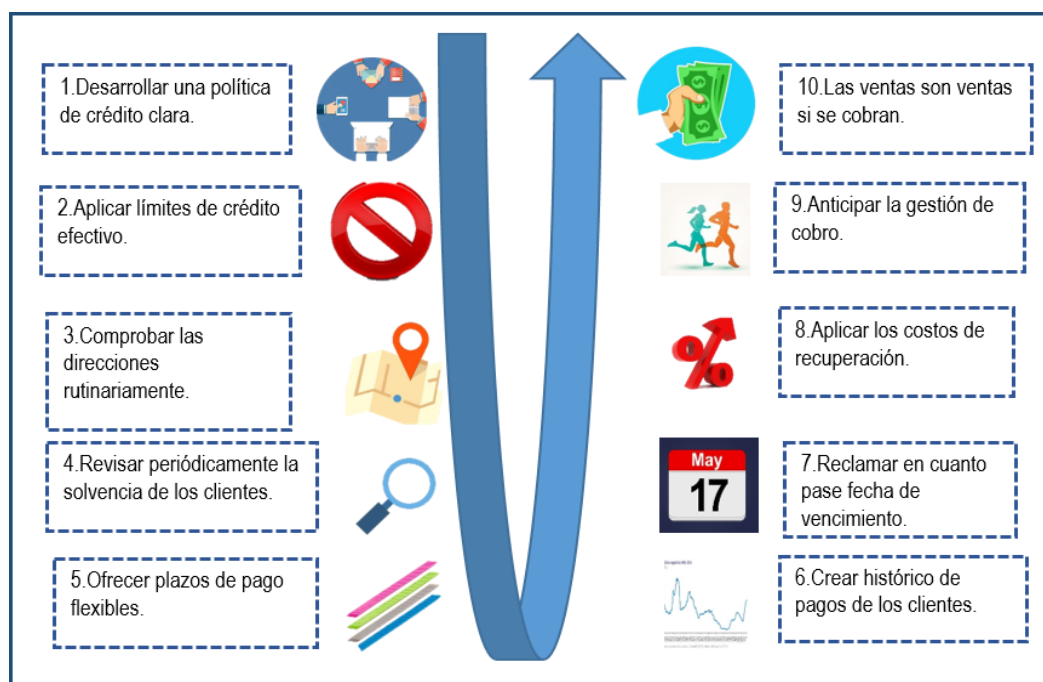 1.Desarrollar una política
de crédito clara.
2.Aplicar límites de crédito
efectivo.
3.Comprobar las
direcciones
rutinariamente.
4.Revisar periódicamente la
solvencia de los clientes.
5.Ofrecer plazos de pago
flexibles.
10.Las ventas son ventas
si se cobran.
9.Anticipar la gestión de
cobro.
8.Aplicar los costos de
recuperación.
May
17
7.Reclamar en cuanto
pase fecha de
vencimiento.
6.Crear histórico de
pagos de los clientes.